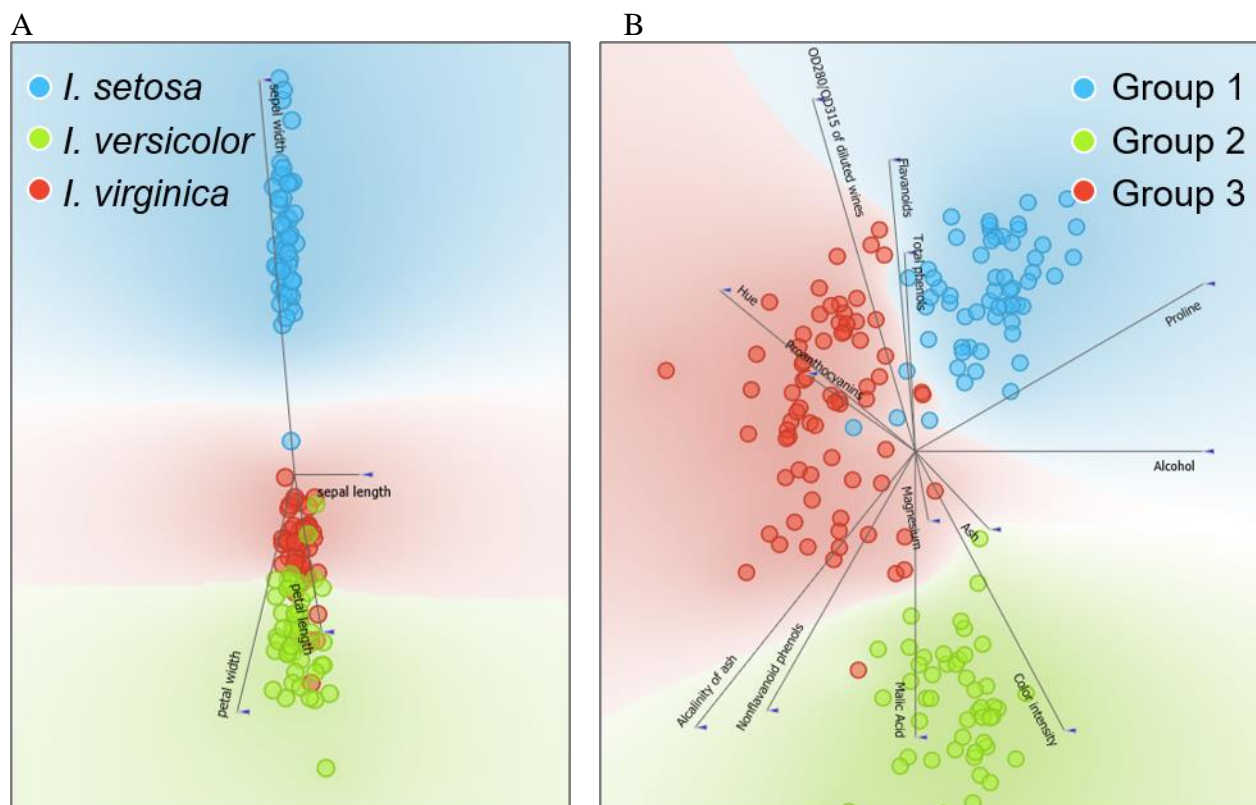 A
B
I. setosa
I. versicolor
I. virginica
sepal width
sepal length
petal length
petal width
Group 1
Group 2
Group 3
OD280/OD315 of diluted wines
Flavanoids
Total phenols
Hue
Proanthocyanins
Proline
Alcohol
Magnesium
Ash
Alcalinity of ash
Nonflavanoid phenols
Malic Acid
Color intensity